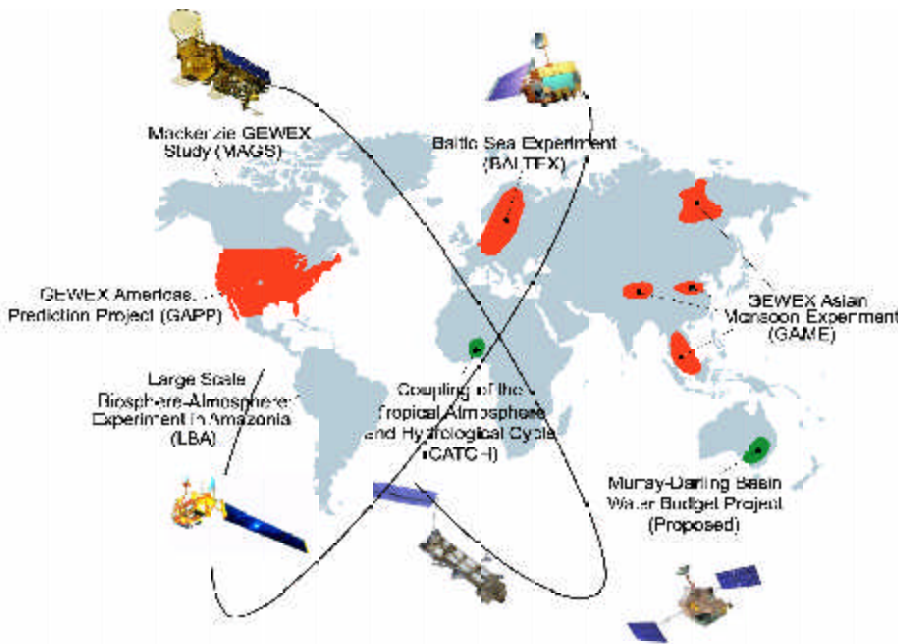 Mackenzie GEWEX
Study (MAGS)
Baltic Sea Experiment
(BALTEX)
GEWEX Americas
Prediction Project (GAPP)
GEWEX Asian
Monsoon Experiment
(GAME)
Large Scale
Biosphere-Atmosphere
Experiment in Amazonia
(LBA)
Coupling of the
Tropical Atmosphere
and Hydrological Cycle
(CATCH)
Murray-Darling Basin
Water Budget Project
(Proposed)